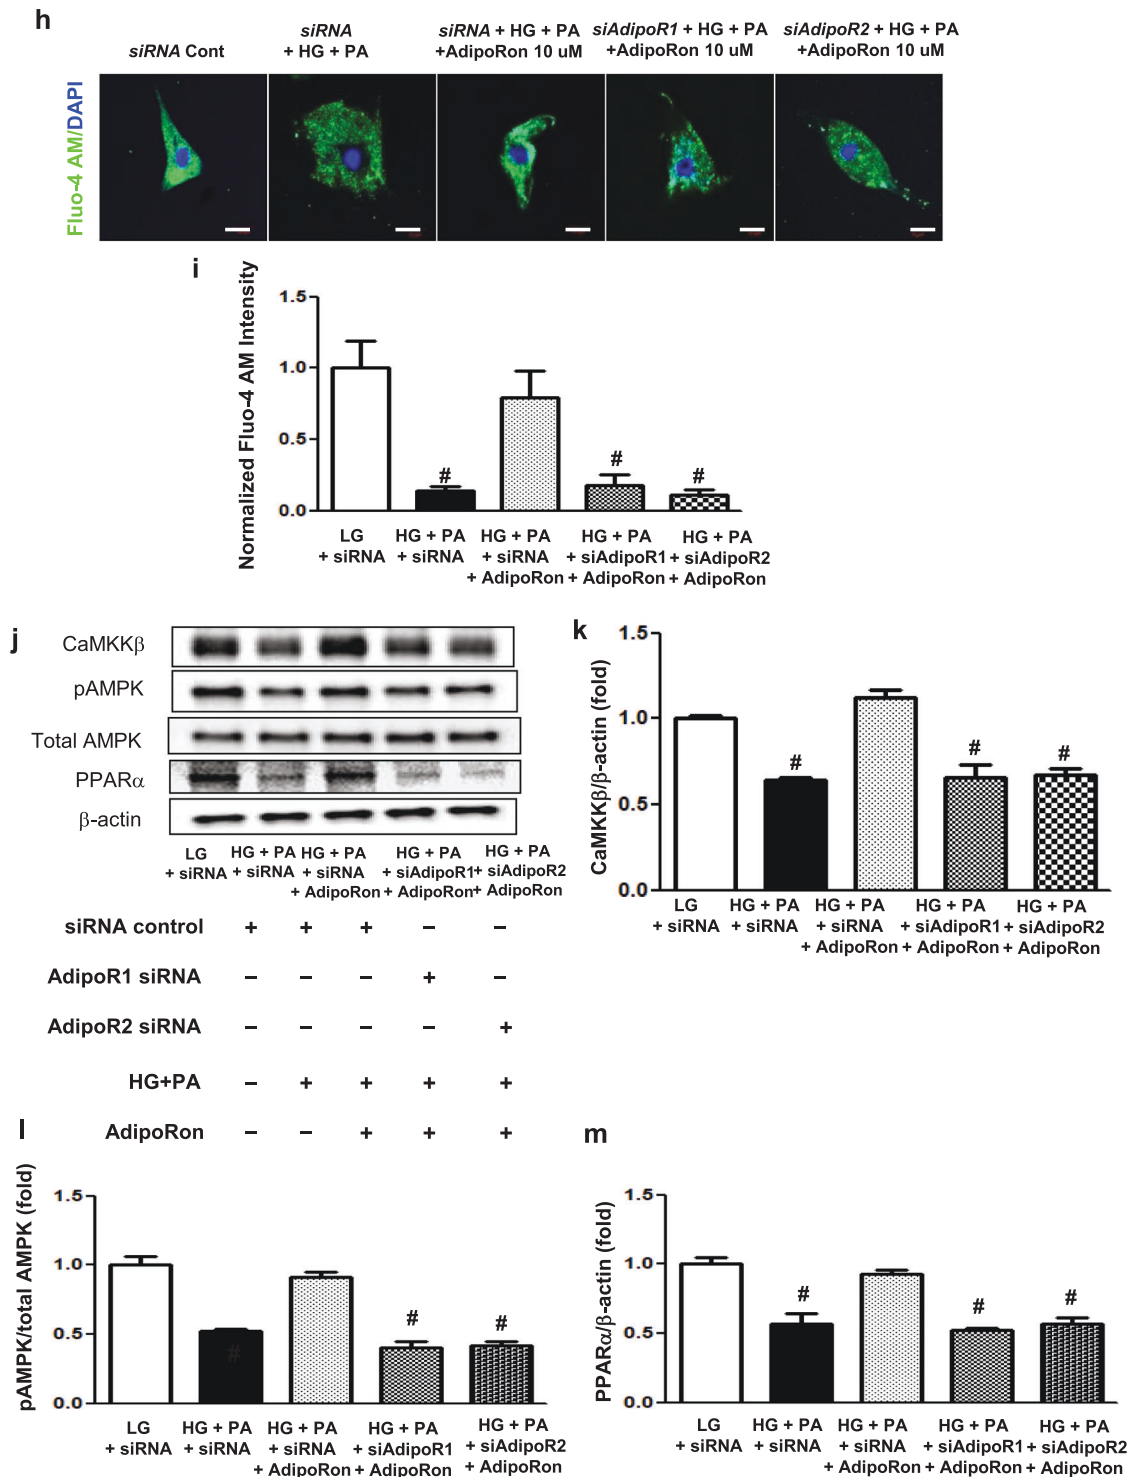 h
siRNA Cont
siRNA
+ HG + PA
siRNA + HG + PA
+AdipoRon 10 uM
siAdipoR1 + HG + PA
+AdipoRon 10 uM
siAdipoR2 + HG + PA
+AdipoRon 10 uM
Fluo-4 AM/DAPI
i
Normalized Fluo-4 AM Intensity
1.5
1.0
0.5
0.0
#
#
#
LG
+ siRNA
HG + PA
+ siRNA
HG + PA
+ siRNA
+ AdipoRon
HG + PA
+ siAdipoR1
+ AdipoRon
HG + PA
+ siAdipoR2
+ AdipoRon
j
CaMKKβ
pAMPK
Total AMPK
PPARα
β-actin
LG
+ siRNA
HG + PA
+ siRNA
HG + PA
+ siRNA
+ AdipoRon
HG + PA
+ siAdipoR1
+ AdipoRon
HG + PA
+ siAdipoR2
AdipoRon
siRNA control + + + − −
AdipoR1 siRNA − − − + −
AdipoR2 siRNA − − − − +
HG+PA − + + + +
AdipoRon − − + + +
k
CaMKKβ/β-actin (fold)
1.5
1.0
0.5
0.0
#
#
#
LG
+ siRNA
HG + PA
+ siRNA
HG + PA
+ siRNA
+ AdipoRon
HG + PA
+ siAdipoR1
+ AdipoRon
HG + PA
+ siAdipoR2
+ AdipoRon
l
pAMPK/total AMPK (fold)
1.5
1.0
0.5
0.0
#
#
#
LG
+ siRNA
HG + PA
+ siRNA
HG + PA
+ siRNA
+ AdipoRon
HG + PA
+ siAdipoR1
+ AdipoRon
HG + PA
+ siAdipoR2
+ AdipoRon
m
PPARα/β-actin (fold)
1.5
1.0
0.5
0.0
#
#
#
LG
+ siRNA
HG + PA
+ siRNA
HG + PA
+ siRNA
+ AdipoRon
HG + PA
+ siAdipoR1
+ AdipoRon
HG + PA
+ siAdipoR2
+ AdipoRon